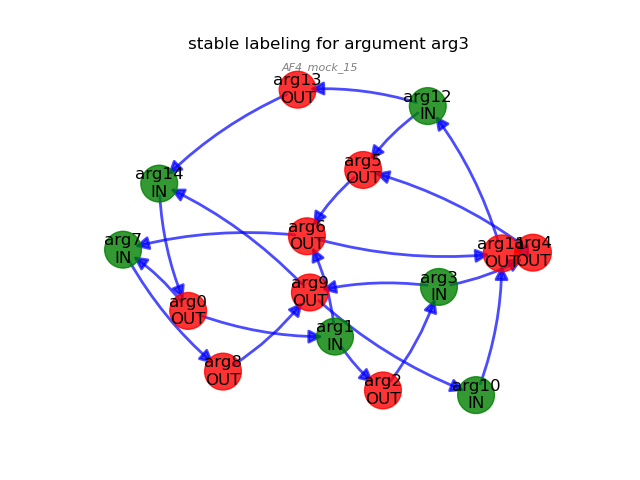 stable labeling for argument arg3
AF4_mock_15
arg13
OUT
arg12
IN
arg5
OUT
arg14
IN
arg6
OUT
arg7
IN
arg11
OUT
arg4
OUT
arg9
OUT
arg3
IN
arg0
OUT
arg1
IN
arg8
OUT
arg2
OUT
arg10
IN